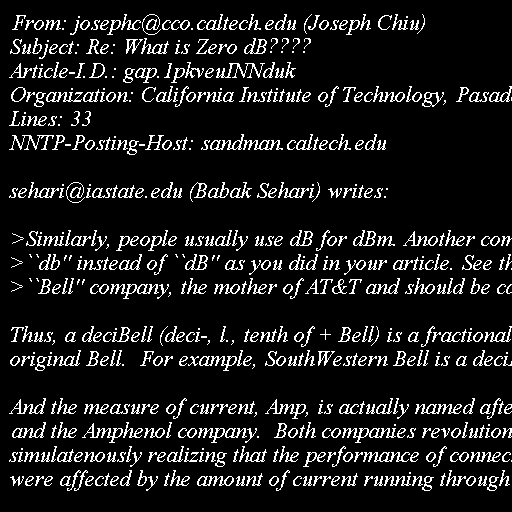 From: josephc@cco.caltech.edu (Joseph Chiu)
Subject: Re: What is Zero dB????
Article-I.D.: gap.1pkveuINNduk
Organization: California Institute of Technology, Pasad
Lines: 33
NNTP-Posting-Host: sandman.caltech.edu

sehari@iastate.edu (Babak Sehari) writes:

>Similarly, people usually use dB for dBm. Another com
>``db'' instead of ``dB'' as you did in your article. See th
>``Bell'' company, the mother of AT&T and should be ca

Thus, a deciBell (deci-, l., tenth of + Bell) is a fractional
original Bell.  For example, SouthWestern Bell is a deciB

And the measure of current, Amp, is actually named afte
and the Amphenol company.  Both companies revolution
simulatenously realizing that the performance of connec
were affected by the amount of current running through